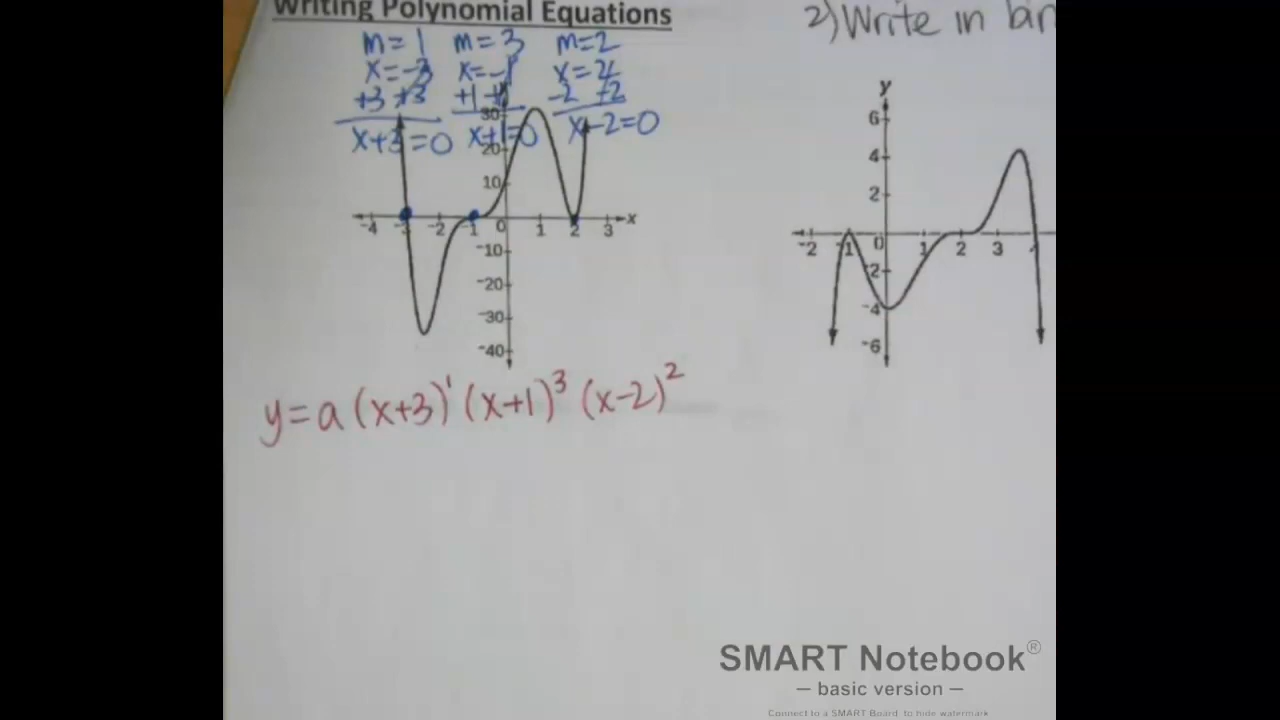 Writing Polynomial Equations
2) Write in bin
m=1 m=3 m=2
x=-3 x=-1 x=2
+3 +3 +1 +1 -2 -2
x+3=0 x+1=0 x-2=0
30
20
10
-4 -3 -2 -1 0 1 2 3 x
-10
-20
-30
-40
y
6
4
2
-2 -1 0 1 2 3
-2
-4
-6
y=a(x+3)¹(x+1)³(x-2)²
SMART Notebook®
— basic version —
Connect to a SMART Board to hide watermark